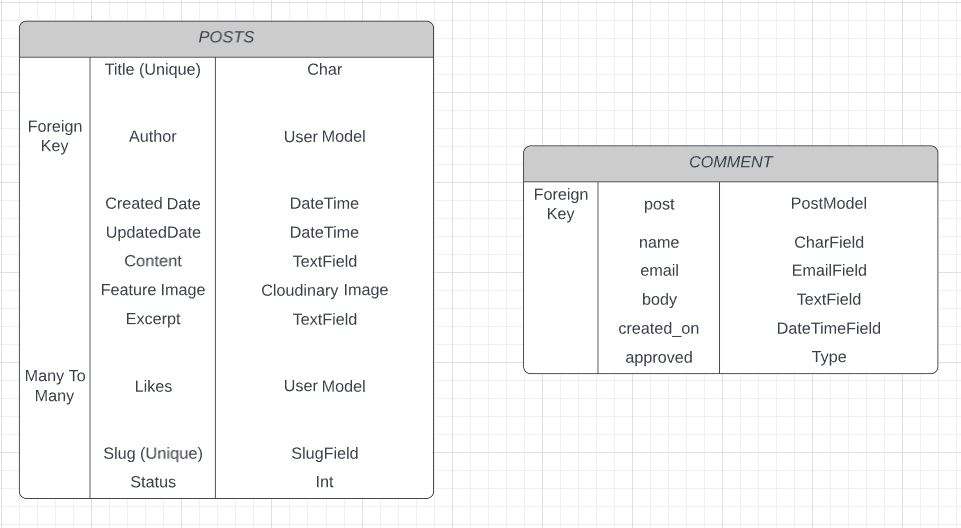 POSTS
Title (Unique) Char
Foreign
Key
Author User Model
Created Date DateTime
UpdatedDate DateTime
Content TextField
Feature Image Cloudinary Image
Excerpt TextField
Many To
Many
Likes User Model
Slug (Unique) SlugField
Status Int
COMMENT
Foreign
Key
post PostModel
name CharField
email EmailField
body TextField
created_on DateTimeField
approved Type